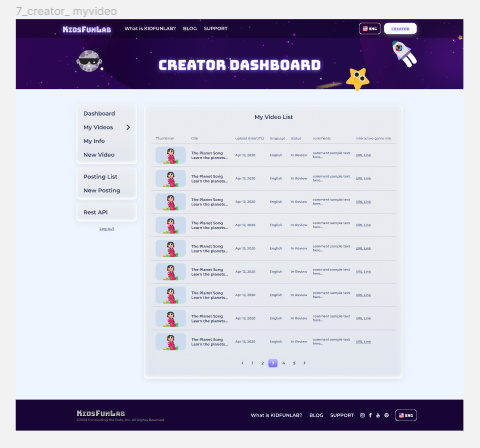 7_creator_ myvideo
KidsFunLab What is KIDFUNLAB? BLOG SUPPORT ENG CREATOR
CREATOR DASHBOARD
Dashboard
My Videos
My Info
New Video
Posting List
New Posting
Rest API
Logout
My Video List
Thumbnail title upload date(UTC) language status comments interactive game link
The Planet Song
Learn the planets... Apr 12, 2020 English In Review comment sample text
here... URL Link
The Planet Song
Learn the planets... Apr 12, 2020 English In Review comment sample text
here... URL Link
The Planet Song
Learn the planets... Apr 12, 2020 English In Review comment sample text
here... URL Link
The Planet Song
Learn the planets... Apr 12, 2020 English In Review comment sample text
here... URL Link
The Planet Song
Learn the planets... Apr 12, 2020 English In Review comment sample text
here... URL Link
The Planet Song
Learn the planets... Apr 12, 2020 English In Review comment sample text
here... URL Link
The Planet Song
Learn the planets... Apr 12, 2020 English In Review comment sample text
here... URL Link
The Planet Song
Learn the planets... Apr 12, 2020 English In Review comment sample text
here... URL Link
The Planet Song
Learn the planets... Apr 12, 2020 English In Review comment sample text
here... URL Link
‹ 1 2 3 4 5 ›
KidsFunLab What is KIDFUNLAB? BLOG SUPPORT ENG
All Rights Reserved